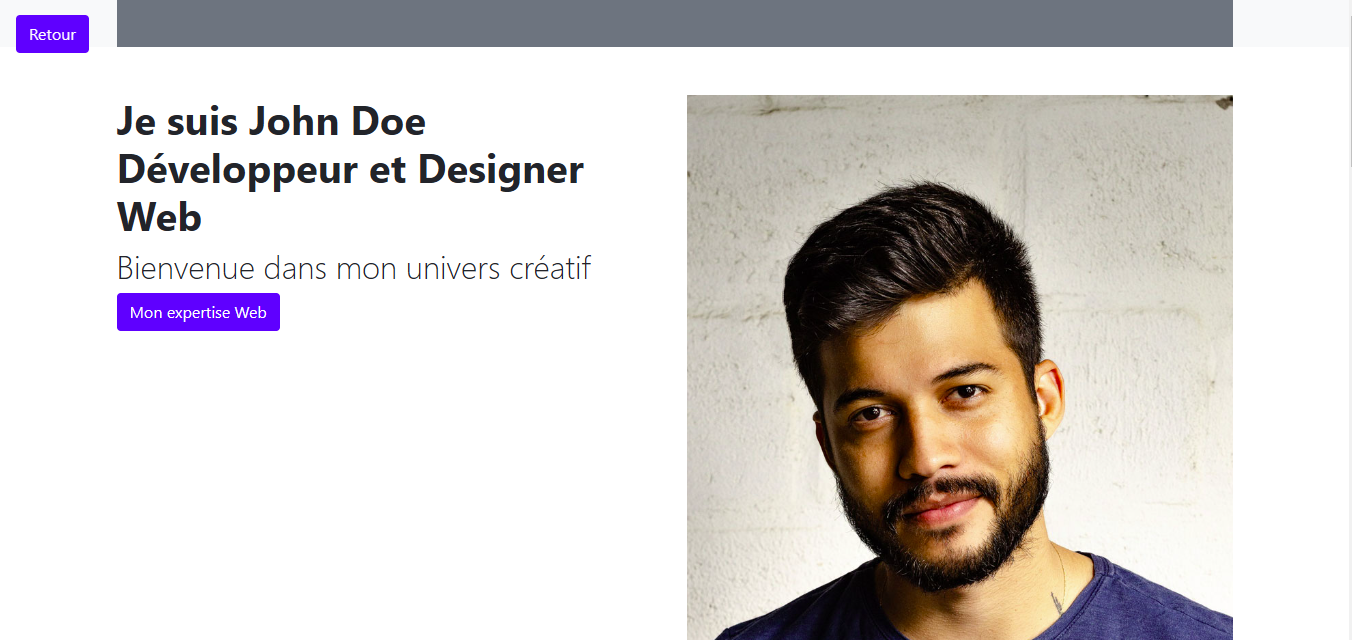 Retour
Je suis John Doe
Développeur et Designer
Web
Bienvenue dans mon univers créatif
Mon expertise Web